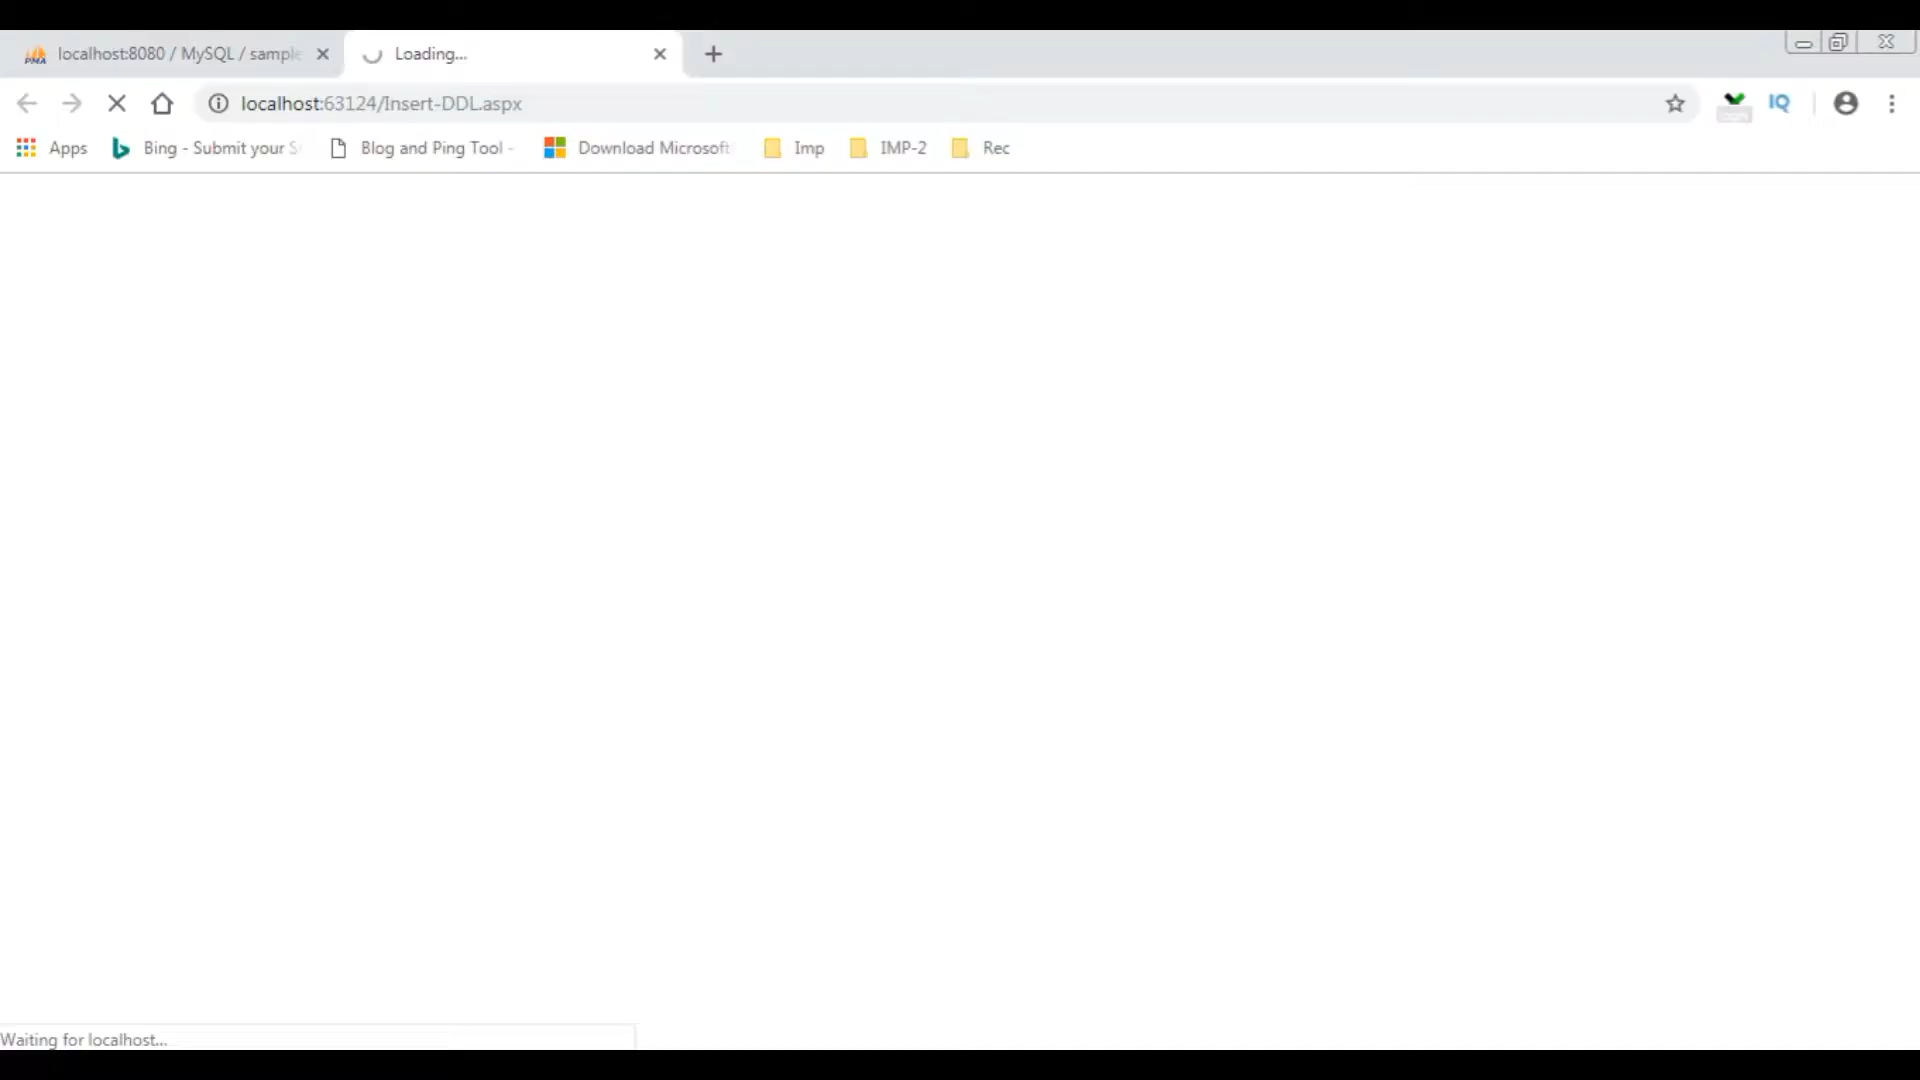 localhost:8080 / MySQL / sample
Loading...
localhost:63124/Insert-DDL.aspx
IQ
Apps
Bing - Submit your S
Blog and Ping Tool -
Download Microsoft
Imp
IMP-2
Rec
Waiting for localhost...